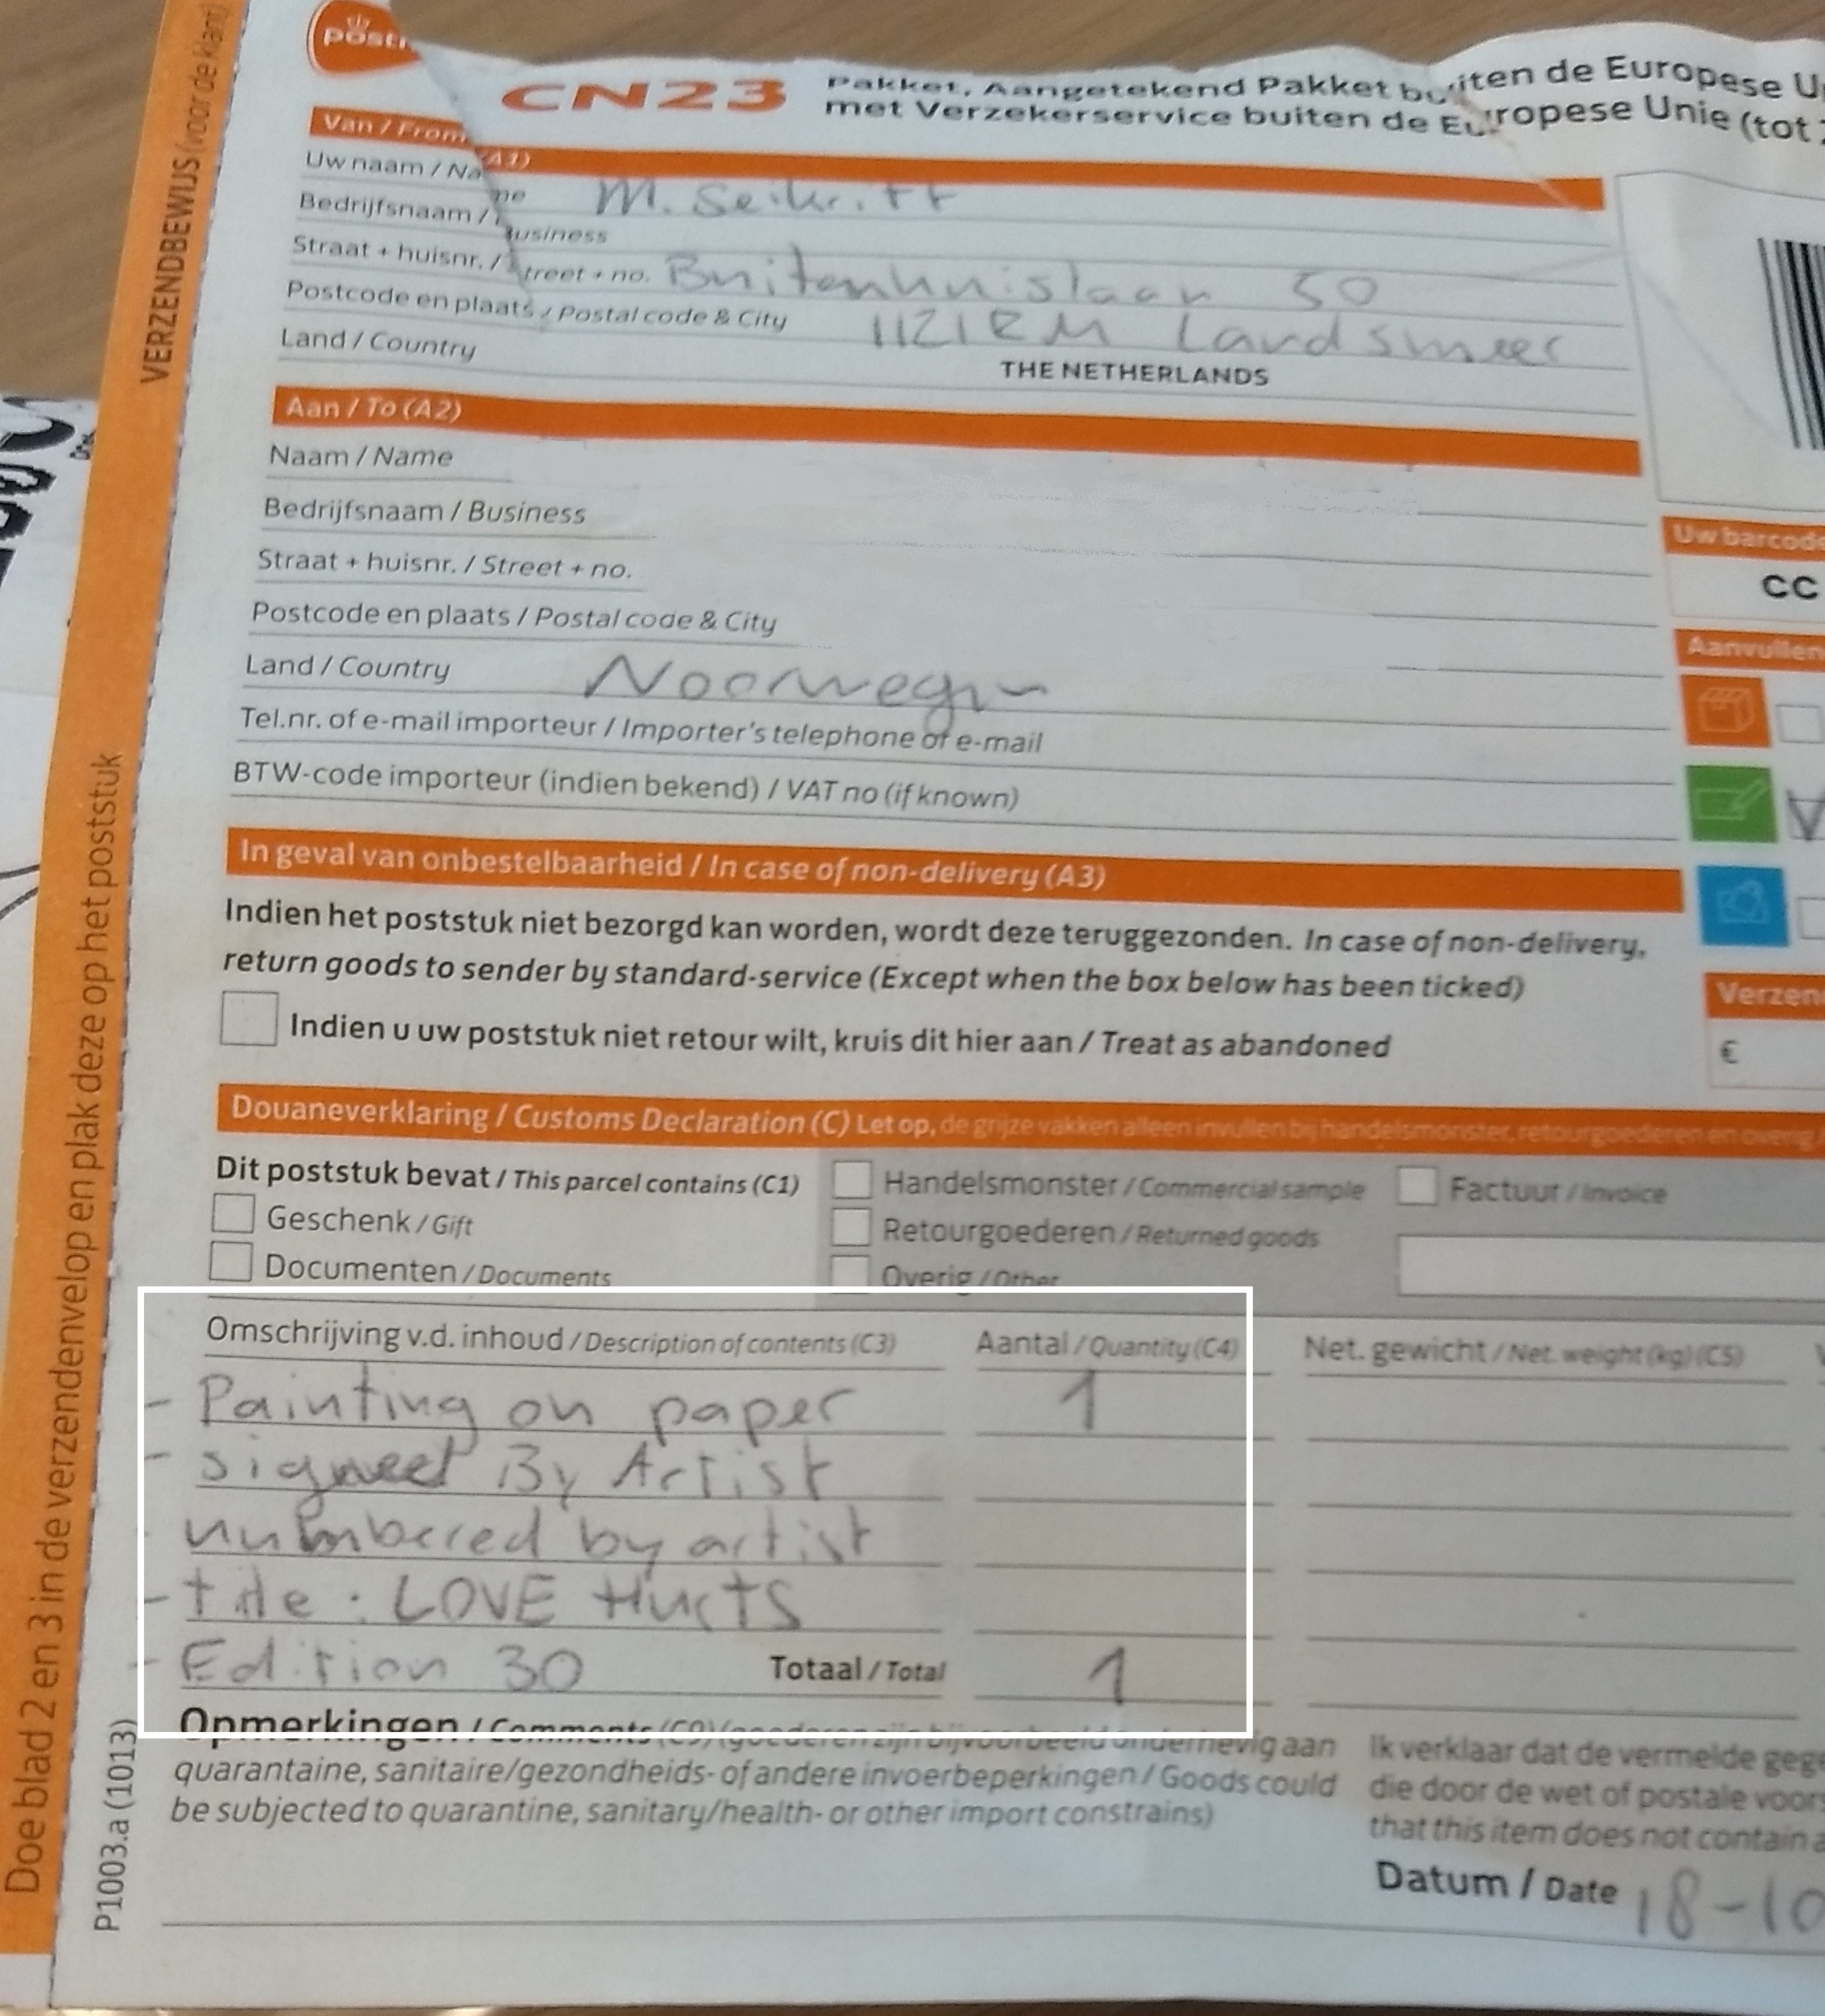 VERZENDBEWIJS (voor de klant)
Doe blad 2 en 3 in de verzendenvelop en plak deze op het poststuk
P1003.a (1013)
post
CN23
Pakket, Aangetekend Pakket buiten de Europese
met Verzekerservice buiten de Europese Unie (tot
Van / From (A1)
Uw naam / Name M.
Bedrijfsnaam / Business
Straat + huisnr. / Street + no. Buitenhuislaan 50
Postcode en plaats / Postal code & City 1121RM Landsmeer
Land / Country THE NETHERLANDS
Aan / To (A2)
Naam / Name
Bedrijfsnaam / Business
Straat + huisnr. / Street + no.
Postcode en plaats / Postal code & City
Land / Country Noorwegen
Tel.nr. of e-mail importeur / Importer's telephone of e-mail
BTW-code importeur (indien bekend) / VAT no (if known)
Uw barcode
CC
Aanvullen
In geval van onbestelbaarheid / In case of non-delivery (A3)
Indien het poststuk niet bezorgd kan worden, wordt deze teruggezonden. In case of non-delivery,
return goods to sender by standard-service (Except when the box below has been ticked)
Indien u uw poststuk niet retour wilt, kruis dit hier aan / Treat as abandoned
Verzen
€
Douaneverklaring / Customs Declaration (C) Let op, de grijze vakken alleen invullen bij handelsmonster, retourgoederen en overig
Dit poststuk bevat / This parcel contains (C1)
Handelsmonster / Commercial sample
Factuur / Invoice
Geschenk / Gift
Retourgoederen / Returned goods
Documenten / Documents
Overig / Other
Omschrijving v.d. inhoud / Description of contents (C3) Aantal / Quantity (C4) Net. gewicht / Net. weight (kg) (C5)
- Painting on paper 1
- signeed By Artist
- numbered by artist
- title : LOVE Hurts
- Edition 30 Totaal / Total 1
Opmerkingen / Comments (C9) (goederen zijn bijvoorbeeld onderhevig aan
quarantaine, sanitaire/gezondheids- of andere invoerbeperkingen / Goods could
be subjected to quarantine, sanitary/health- or other import constrains)
Ik verklaar dat de vermelde gege
die door de wet of postale voors
that this item does not contain a
Datum / Date 18-10